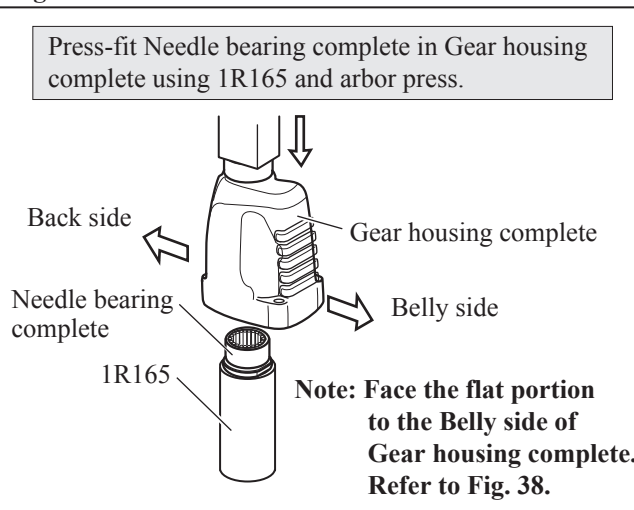 Press-fit Needle bearing complete in Gear housing
complete using 1R165 and arbor press.
Back side
Gear housing complete
Needle bearing
complete
Belly side
1R165
Note: Face the flat portion
to the Belly side of
Gear housing complete.
Refer to Fig. 38.